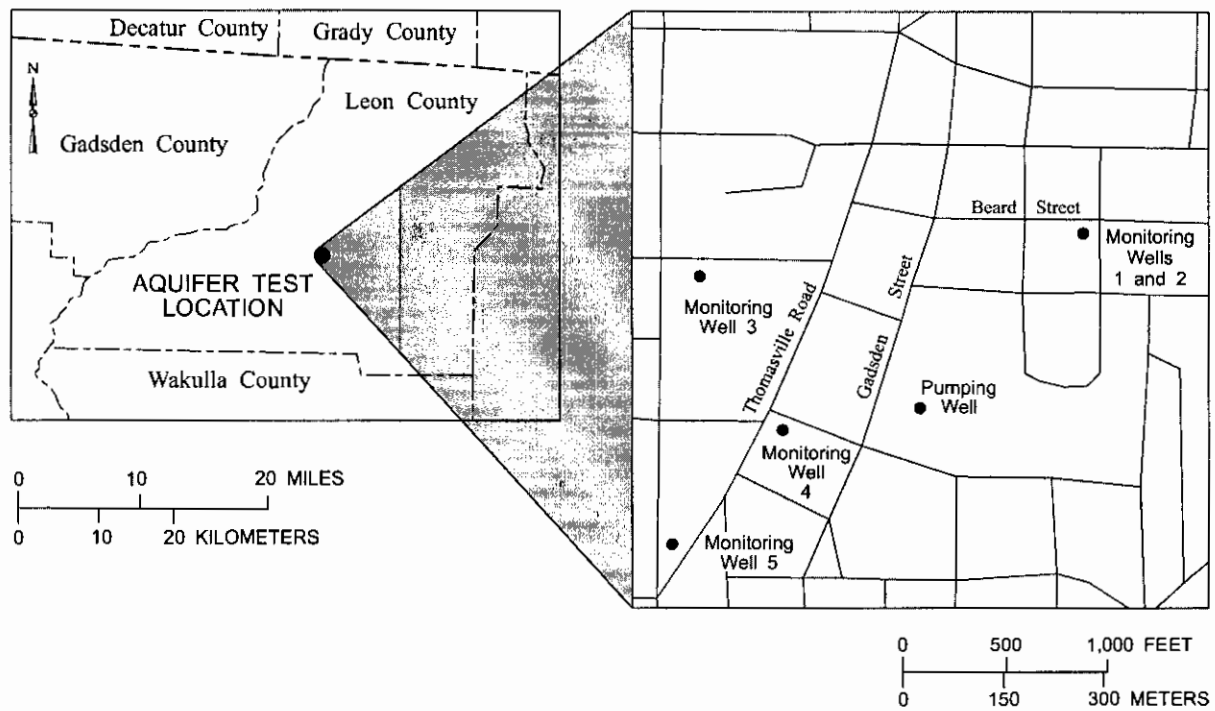 Decatur County
Grady County
N
Leon County
Gadsden County
AQUIFER TEST
LOCATION
Wakulla County
0 10 20 MILES
0 10 20 KILOMETERS
Beard Street
Monitoring
Wells
1 and 2
Monitoring
Well 3
Thomasville Road
Gadsden Street
Pumping
Well
Monitoring
Well
4
Monitoring
Well 5
0 500 1,000 FEET
0 150 300 METERS